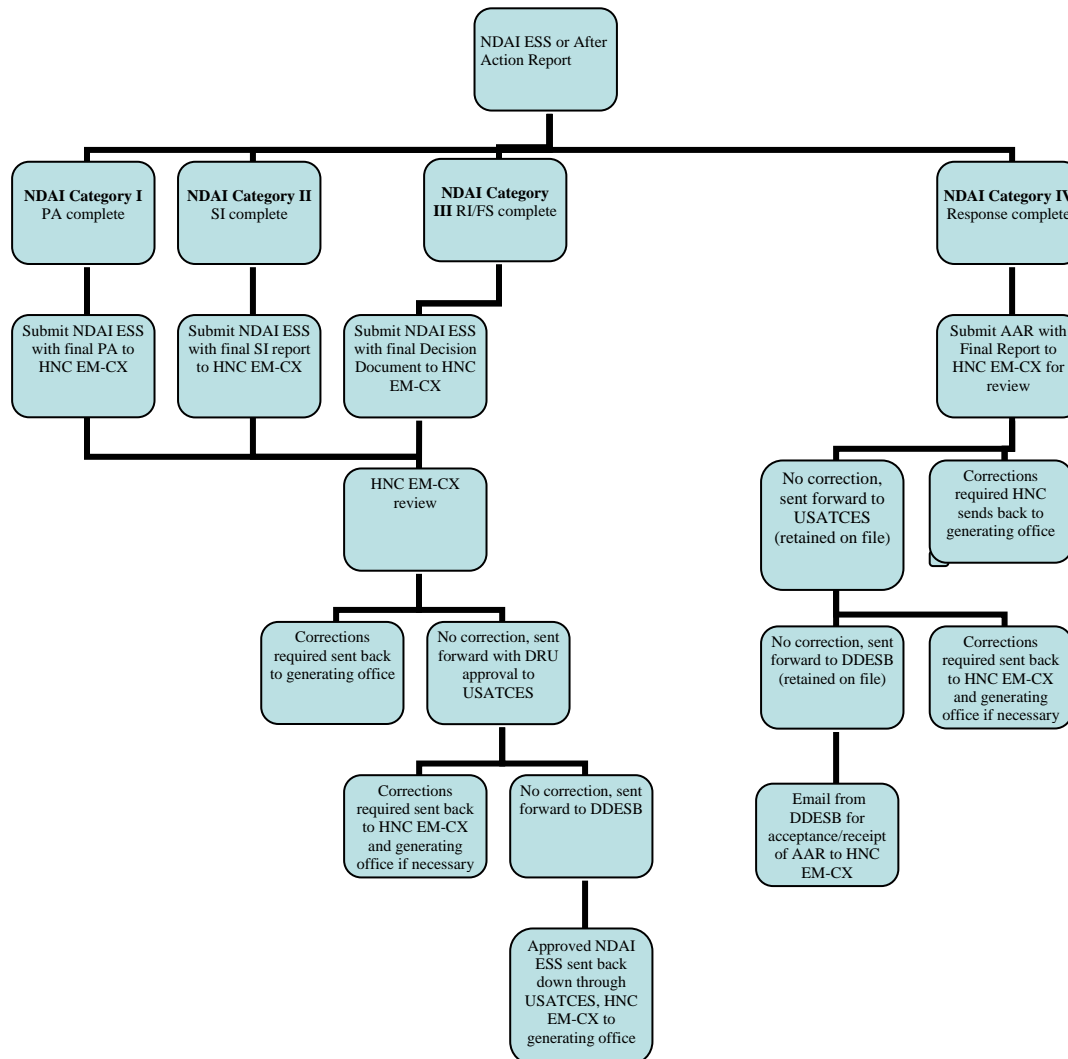 NDAI ESS or After
Action Report
NDAI Category I
PA complete
NDAI Category II
SI complete
NDAI Category
III RI/FS complete
NDAI Category IV
Response complete
Submit NDAI ESS
with final PA to
HNC EM-CX
Submit NDAI ESS
with final SI report
to HNC EM-CX
Submit NDAI ESS
with final Decision
Document to HNC
EM-CX
Submit AAR with
Final Report to
HNC EM-CX for
review
HNC EM-CX
review
No correction,
sent forward to
USATCES
(retained on file)
Corrections
required HNC
sends back to
generating office
Corrections
required sent back
to generating office
No correction, sent
forward with DRU
approval to
USATCES
No correction, sent
forward to DDESB
(retained on file)
Corrections
required sent back
to HNC EM-CX
and generating
office if necessary
Corrections
required sent back
to HNC EM-CX
and generating
office if necessary
No correction, sent
forward to DDESB
Email from
DDESB for
acceptance/receipt
of AAR to HNC
EM-CX
Approved NDAI
ESS sent back
down through
USATCES, HNC
EM-CX to
generating office